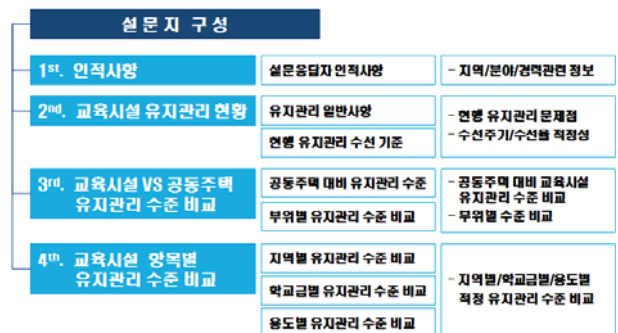 설문지 구성
1st. 인적사항
설문응답자 인적사항
- 지역/분야/경력관련 정보
2nd. 교육시설 유지관리 현황
유지관리 일반사항
현행 유지관리 수선 기준
- 현행 유지관리 문제점
- 수선주기/수선율 적정성
3rd. 교육시설 VS 공동주택
유지관리 수준 비교
공동주택 대비 유지관리 수준
부위별 유지관리 수준 비교
- 공동주택 대비 교육시설
유지관리 수준 비교
- 부위별 수준 비교
4th. 교육시설 항목별
유지관리 수준 비교
지역별 유지관리 수준 비교
학교급별 유지관리 수준 비교
용도별 유지관리 수준 비교
- 지역별/학교급별/용도별
적정 유지관리 수준 비교